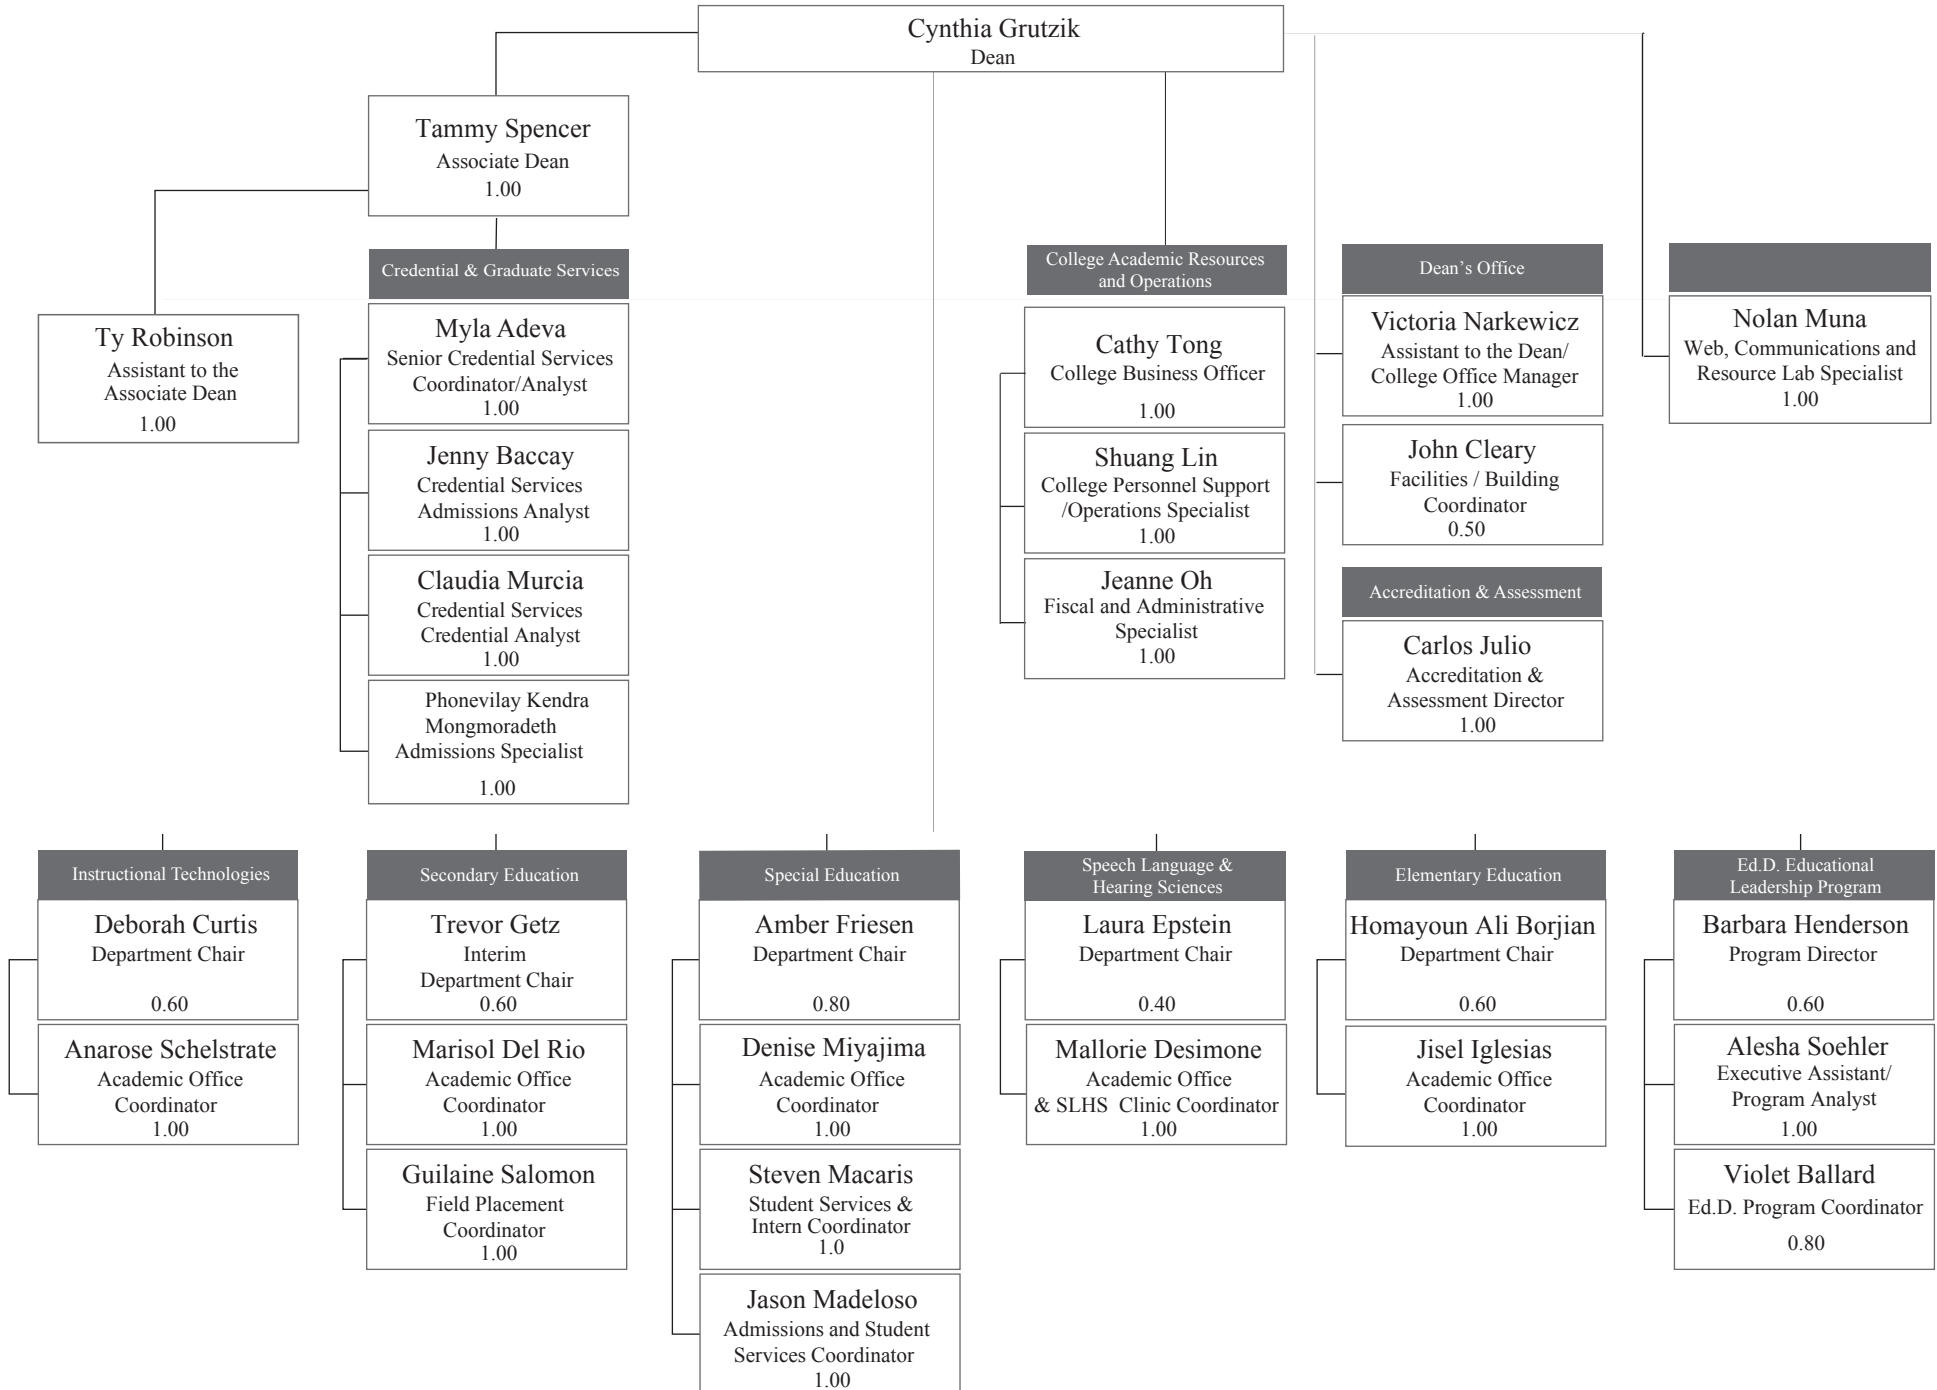 Cynthia Grutzik
Dean
Tammy Spencer
Associate Dean
1.00
Ty Robinson
Assistant to the
Associate Dean
1.00
Credential & Graduate Services
Myla Adeva
Senior Credential Services
Coordinator/Analyst
1.00
Jenny Baccay
Credential Services
Admissions Analyst
1.00
Claudia Murcia
Credential Services
Credential Analyst
1.00
Phonevilay Kendra
Mongmoradeth
Admissions Specialist
1.00
College Academic Resources
and Operations
Cathy Tong
College Business Officer
1.00
Shuang Lin
College Personnel Support
/Operations Specialist
1.00
Jeanne Oh
Fiscal and Administrative
Specialist
1.00
Dean’s Office
Victoria Narkewicz
Assistant to the Dean/
College Office Manager
1.00
John Cleary
Facilities / Building
Coordinator
0.50
Accreditation & Assessment
Carlos Julio
Accreditation &
Assessment Director
1.00
Nolan Muna
Web, Communications and
Resource Lab Specialist
1.00
Instructional Technologies
Deborah Curtis
Department Chair
0.60
Anarose Schelstrate
Academic Office
Coordinator
1.00
Secondary Education
Trevor Getz
Interim
Department Chair
0.60
Marisol Del Rio
Academic Office
Coordinator
1.00
Guilaine Salomon
Field Placement
Coordinator
1.00
Special Education
Amber Friesen
Department Chair
0.80
Denise Miyajima
Academic Office
Coordinator
1.00
Steven Macaris
Student Services &
Intern Coordinator
1.0
Jason Madeloso
Admissions and Student
Services Coordinator
1.00
Speech Language &
Hearing Sciences
Laura Epstein
Department Chair
0.40
Mallorie Desimone
Academic Office
& SLHS Clinic Coordinator
1.00
Elementary Education
Homayoun Ali Borjian
Department Chair
0.60
Jisel Iglesias
Academic Office
Coordinator
1.00
Ed.D. Educational
Leadership Program
Barbara Henderson
Program Director
0.60
Alesha Soehler
Executive Assistant/
Program Analyst
1.00
Violet Ballard
Ed.D. Program Coordinator
0.80